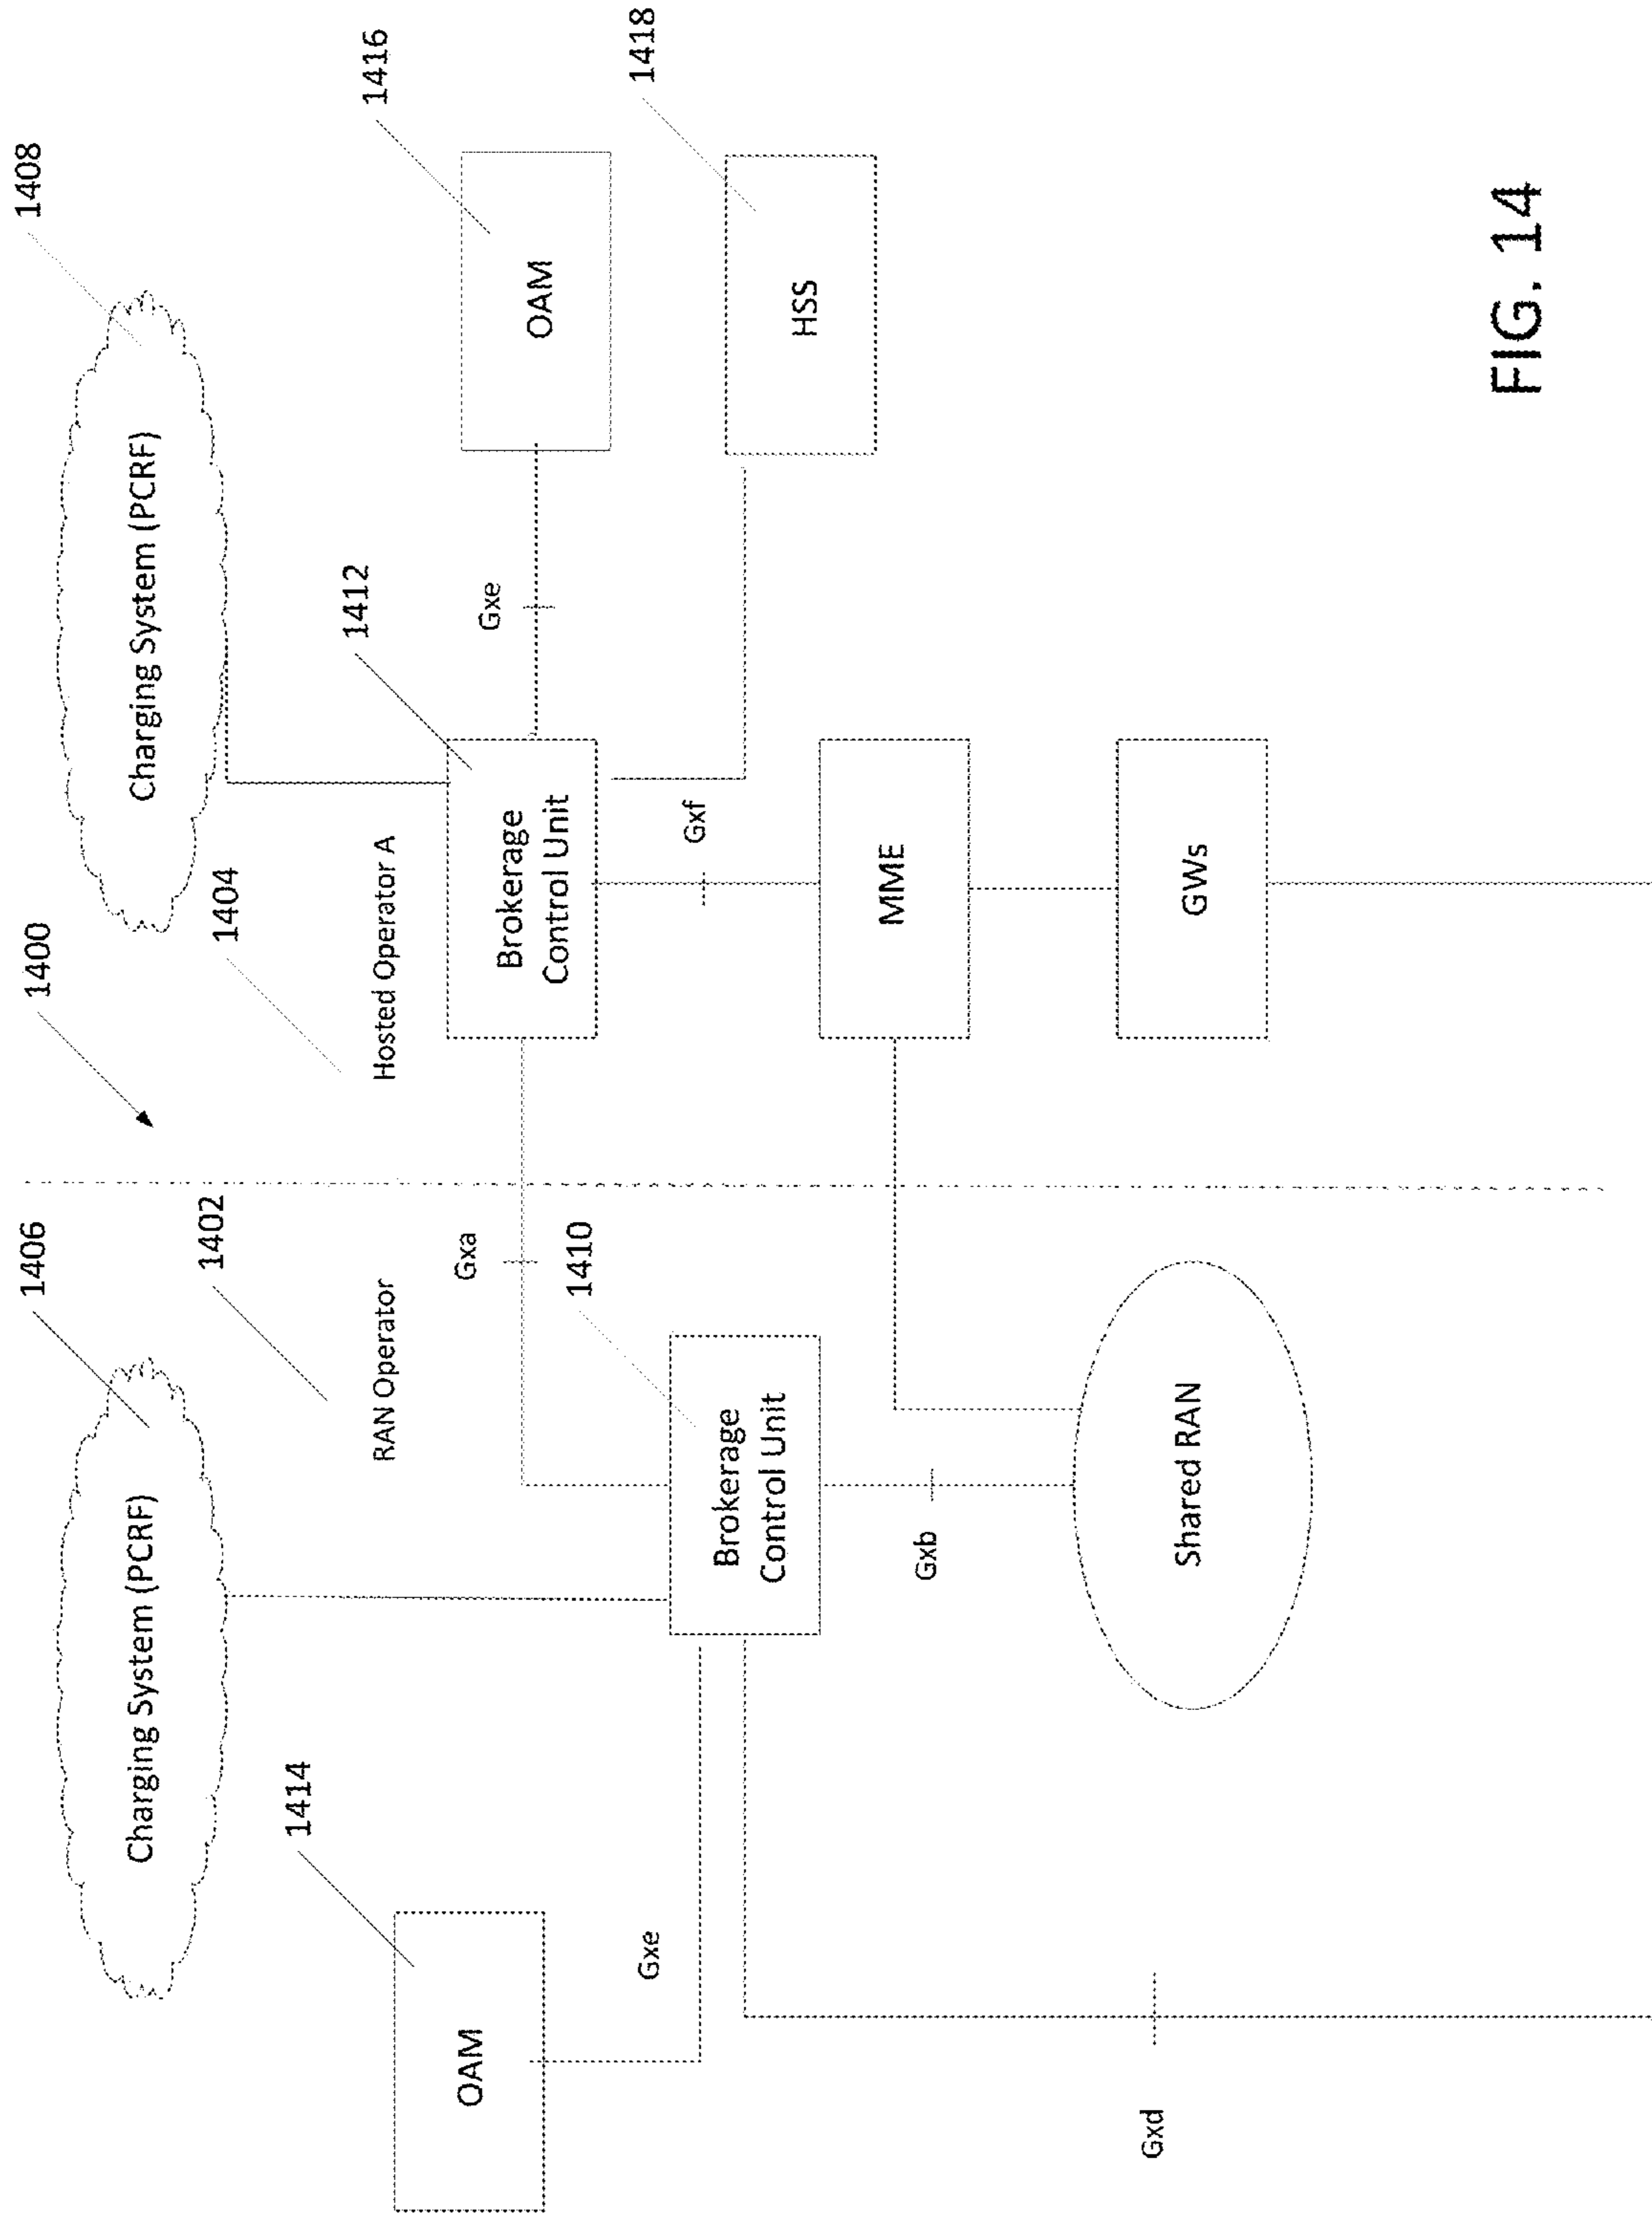 1400
1406
1408
Charging System (PCRF)
Charging System (PCRF)
1402
1404
1414
RAN Operator
Hosted Operator A
1412
1416
OAM
Gxa
Brokerage
Control Unit
Gxe
OAM
1410
1418
Gxe
Brokerage
Control Unit
Gxf
HSS
MME
Gxb
Gxd
Shared RAN
GWs
FIG. 14